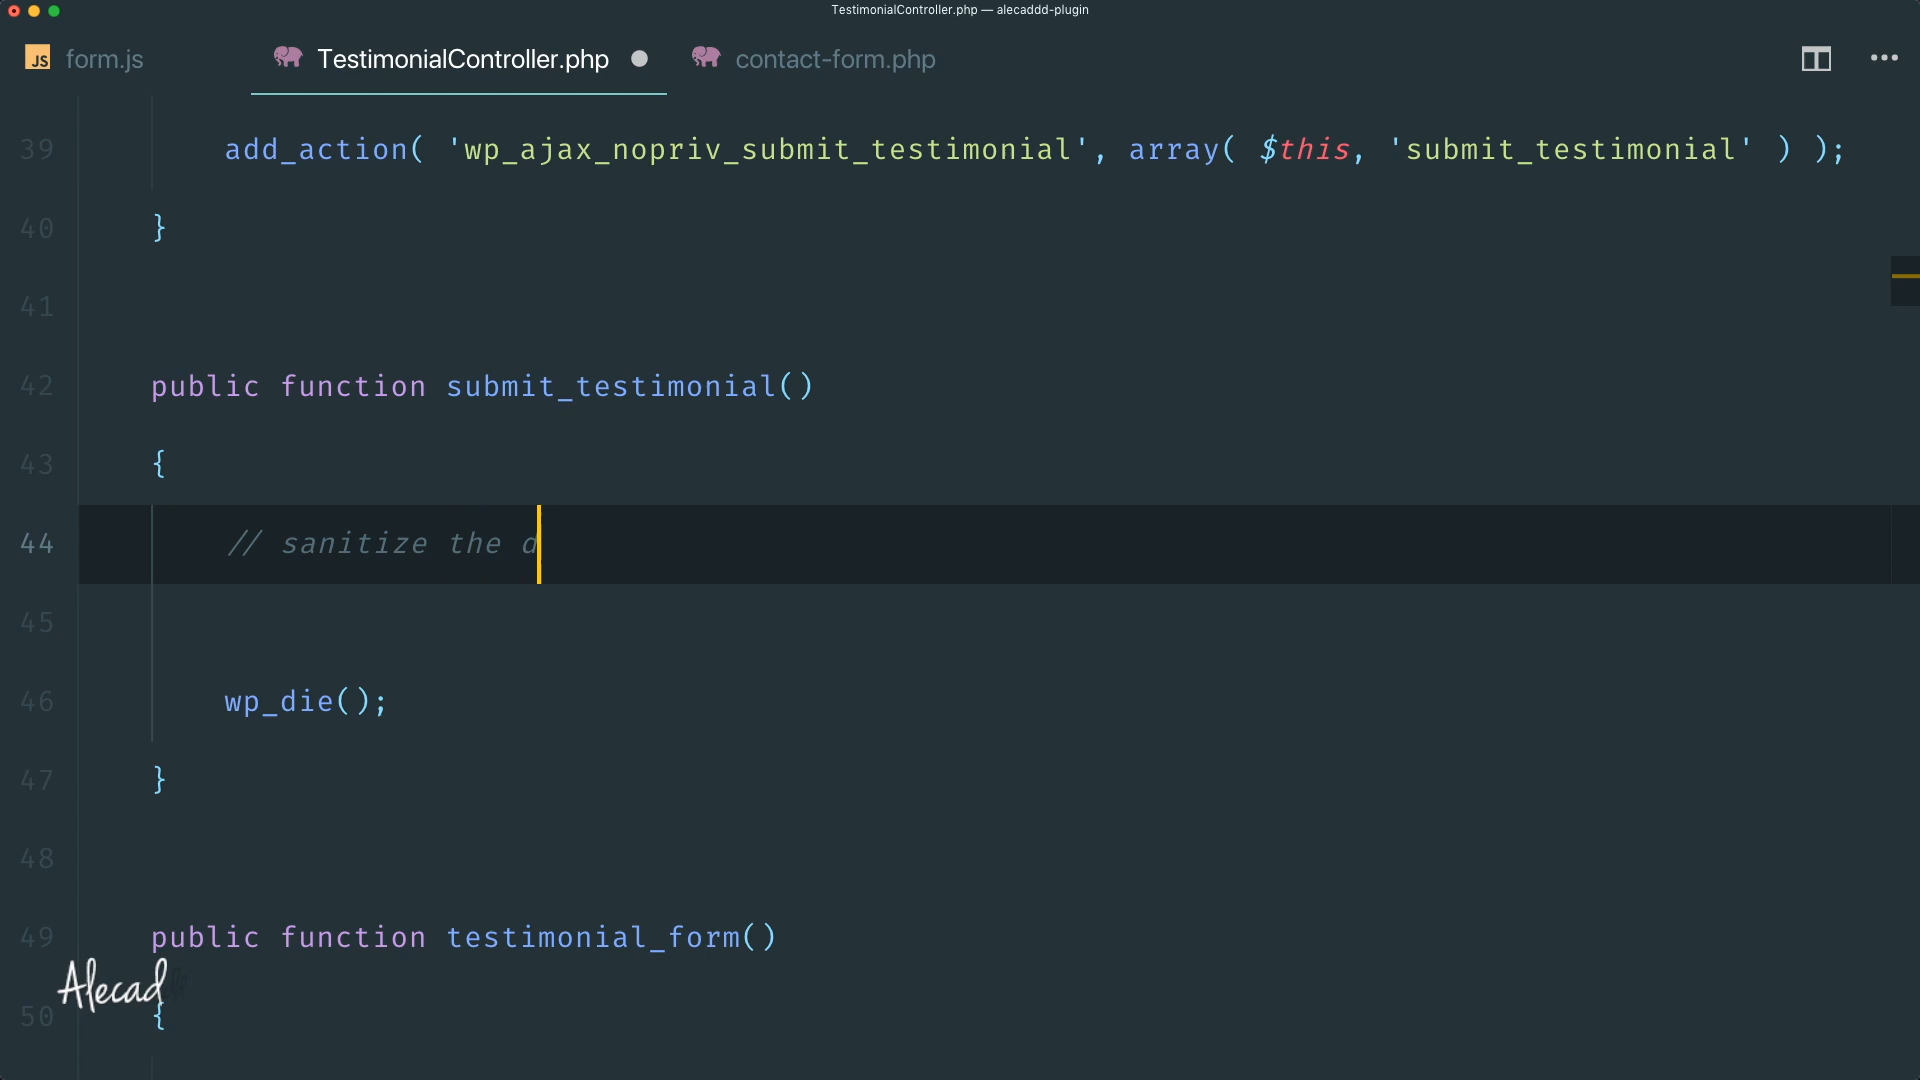 TestimonialController.php — alecaddd-plugin
JS form.js TestimonialController.php contact-form.php
39 add_action( 'wp_ajax_nopriv_submit_testimonial', array( $this, 'submit_testimonial' ) );
40 }
41
42 public function submit_testimonial()
43 {
44 // sanitize the d
45
46 wp_die();
47 }
48
49 public function testimonial_form()
Alecad
50 {